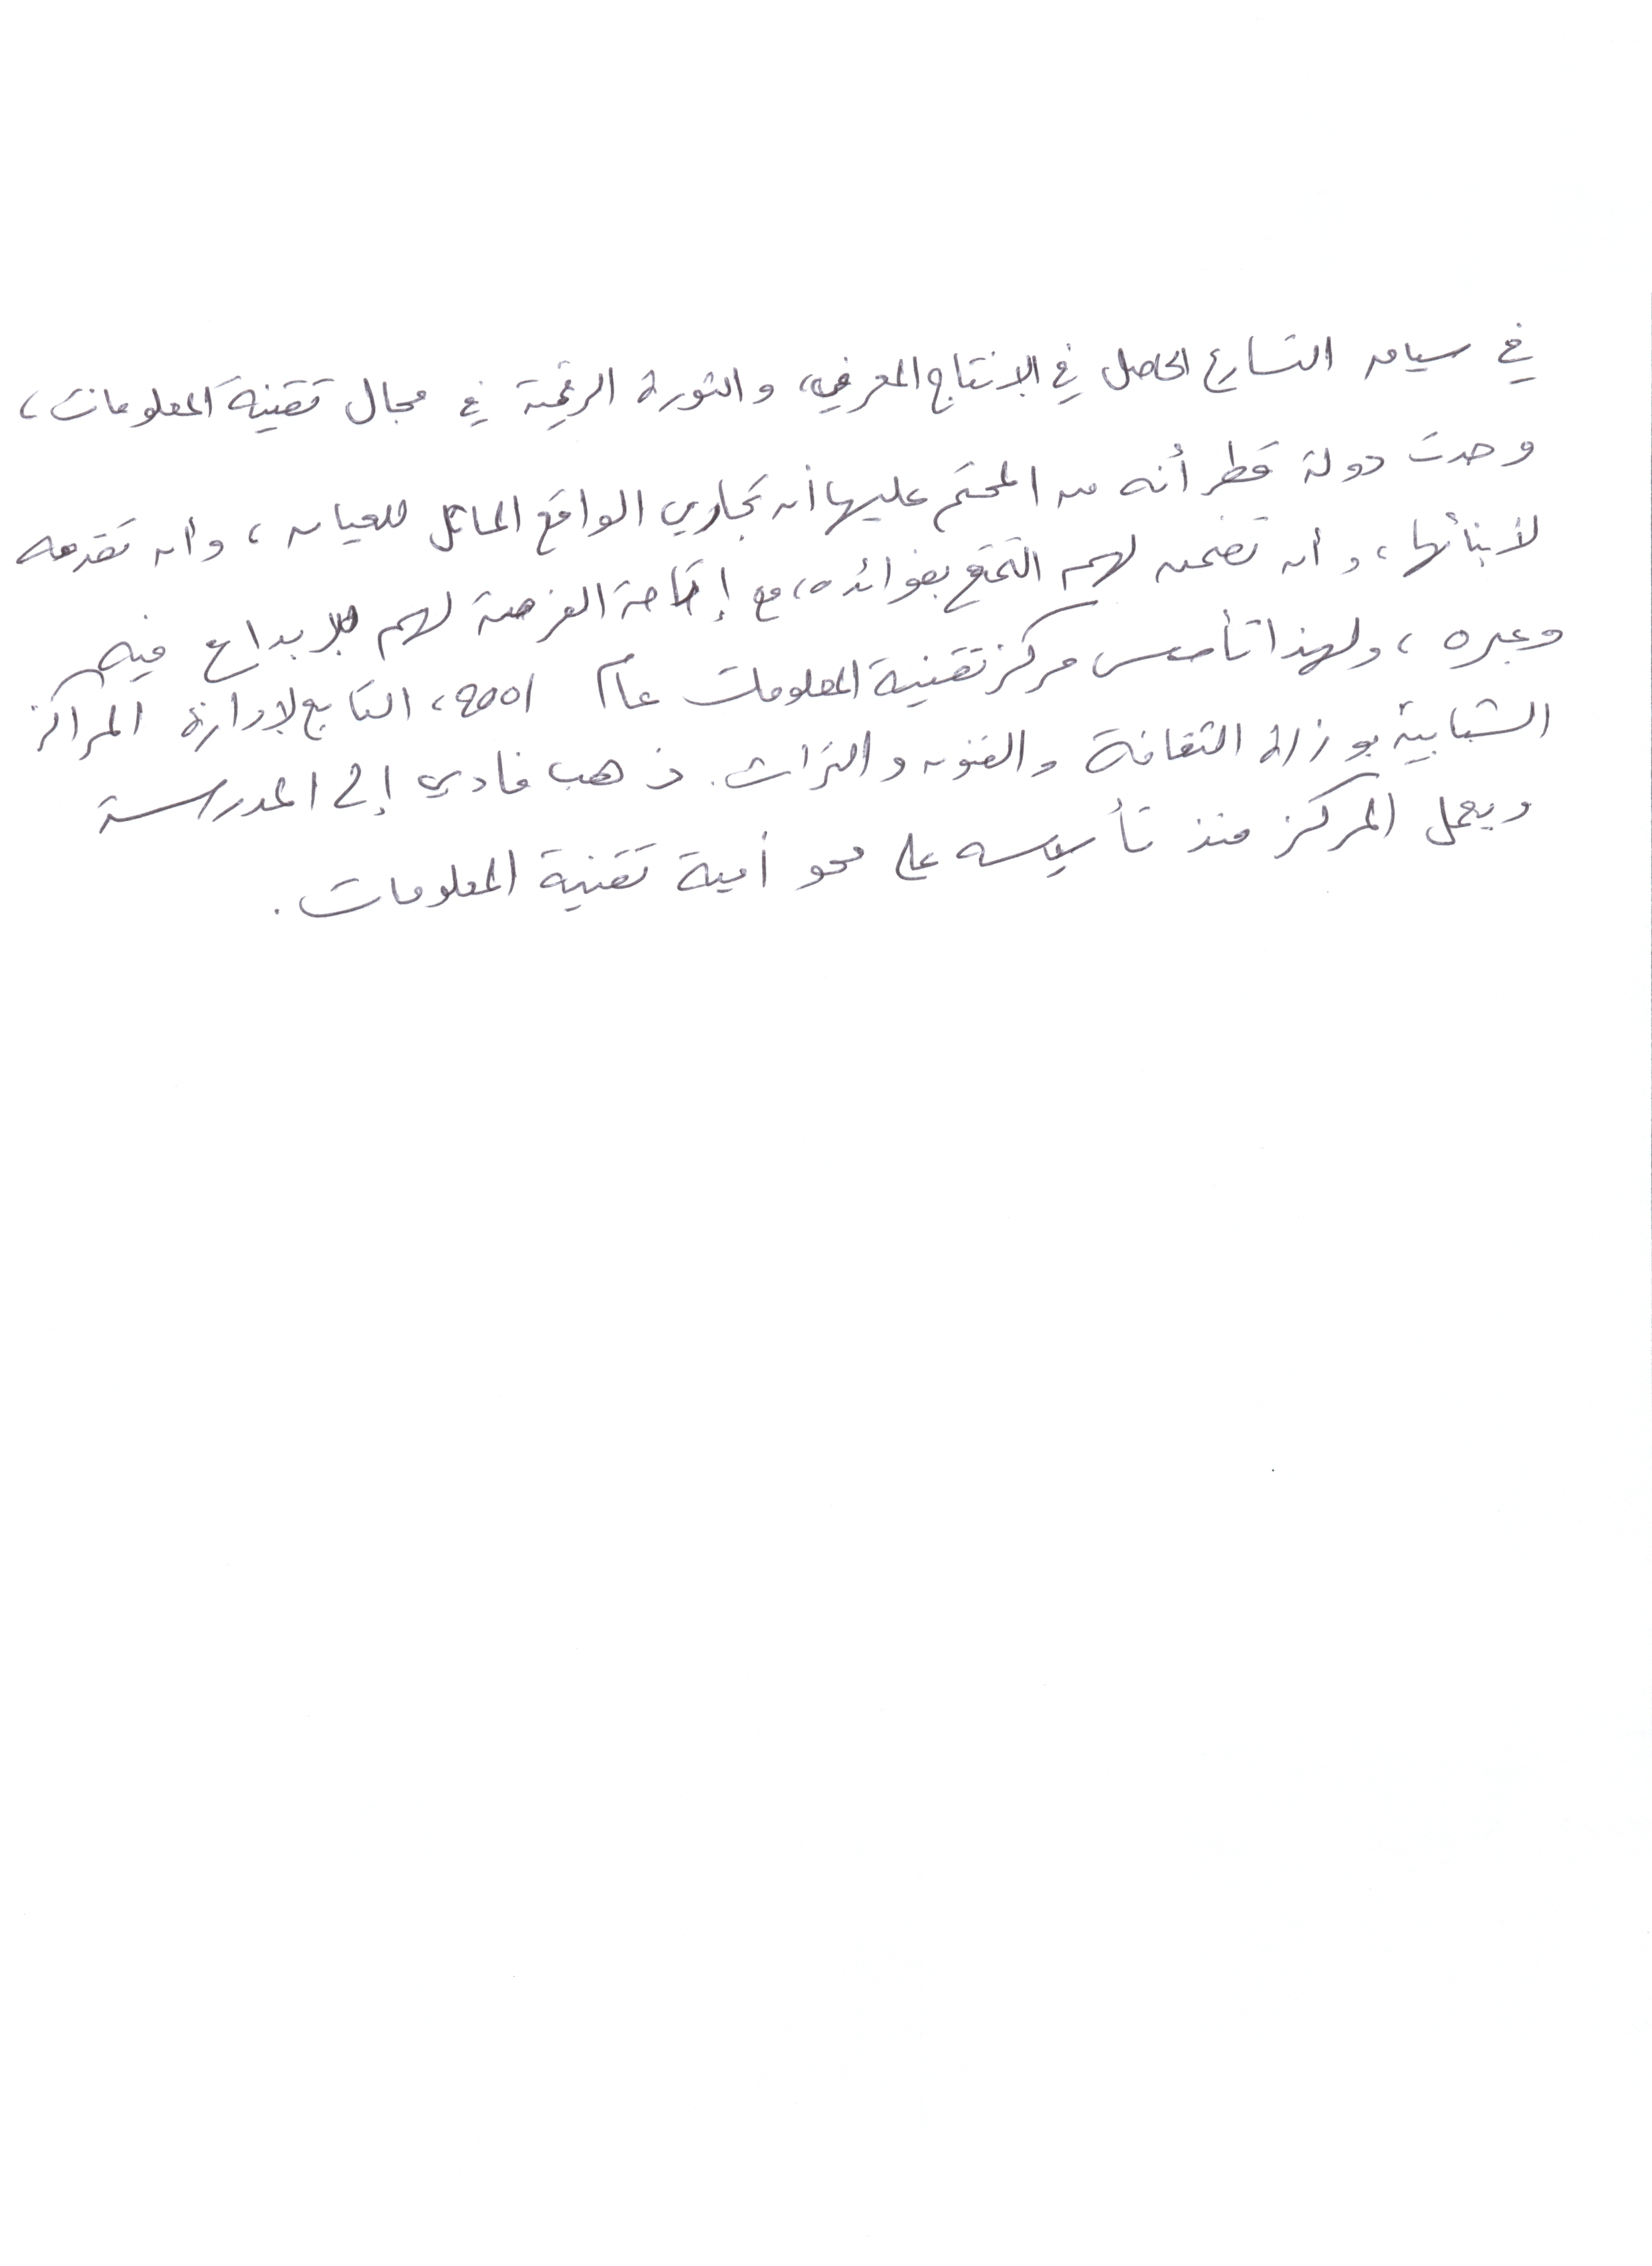 في سياق التسارع الحاصل في الانتاج المعرفي، والثورة الرقمية في مجال تقنية المعلومات،
وجدت دولة قطر أنه من المحتم عليها أن تجاري الواقع الماثل للعيان، وأن تقدمه
لأبنائها، وأن تضمن لهم التمتع بفوائده، مع إتاحة الفرصة لهم للإبداع فيه
وعبره، ولهذا تأسس مركز تقنية المعلومات عام 2001، التابع لإدارة المراكز
الشبابية بوزارة الثقافة والفنون والتراث. ذهب فادي إلى المدرسة
ويعمل المركز منذ تأسيسه على محو أمية تقنية المعلومات.